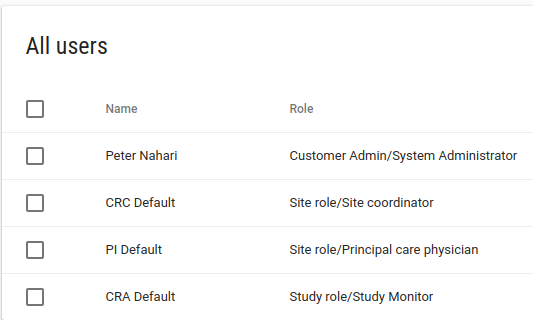 All users
Name Role
Peter Nahari Customer Admin/System Administrator
CRC Default Site role/Site coordinator
PI Default Site role/Principal care physician
CRA Default Study role/Study Monitor